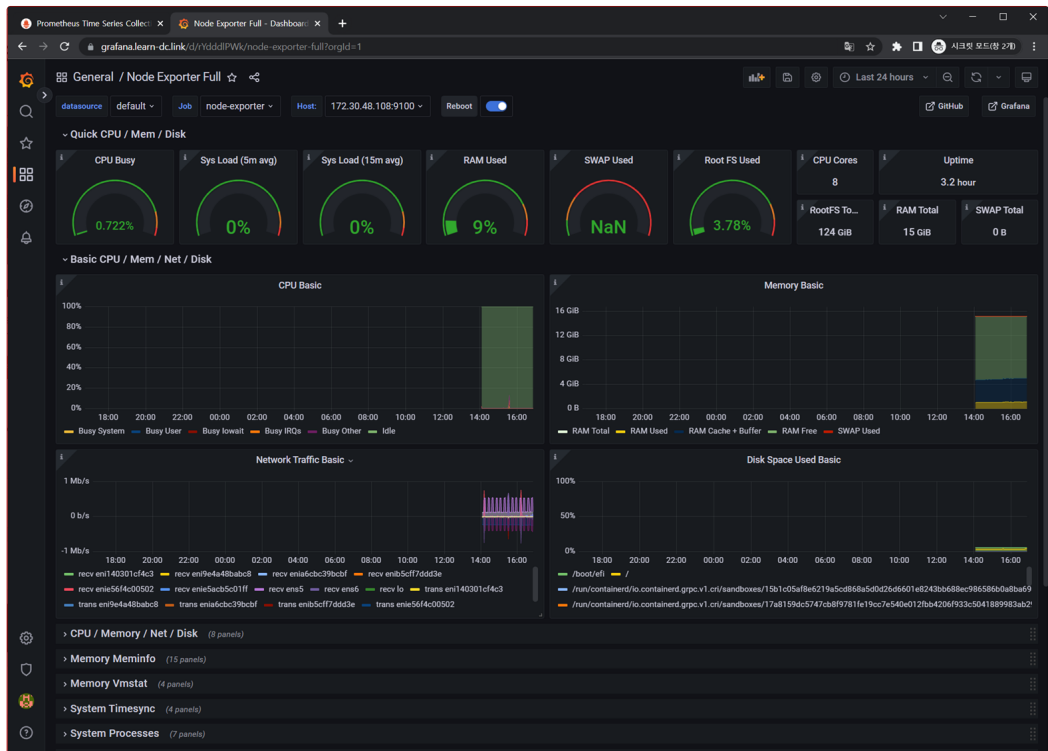 Prometheus Time Series Collect
Node Exporter Full - Dashboard
grafana.learn-dc.link/d/rYdddlPWk/node-exporter-full?orgId=1
시크릿 모드(창 2개)
General / Node Exporter Full
Last 24 hours
datasource default Job node-exporter Host: 172.30.48.108:9100 Reboot
GitHub Grafana
Quick CPU / Mem / Disk
CPU Busy
0.722%
Sys Load (5m avg)
0%
Sys Load (15m avg)
0%
RAM Used
9%
SWAP Used
NaN
Root FS Used
3.78%
CPU Cores
8
Uptime
3.2 hour
RootFS To...
124 GiB
RAM Total
15 GiB
SWAP Total
0 B
Basic CPU / Mem / Net / Disk
CPU Basic
100%
80%
60%
40%
20%
0%
18:00 20:00 22:00 00:00 02:00 04:00 06:00 08:00 10:00 12:00 14:00 16:00
Busy System Busy User Busy Iowait Busy IRQs Busy Other Idle
Memory Basic
16 GiB
12 GiB
8 GiB
4 GiB
0 B
18:00 20:00 22:00 00:00 02:00 04:00 06:00 08:00 10:00 12:00 14:00 16:00
RAM Total RAM Used RAM Cache + Buffer RAM Free SWAP Used
Network Traffic Basic
1 Mb/s
0 b/s
-1 Mb/s
18:00 20:00 22:00 00:00 02:00 04:00 06:00 08:00 10:00 12:00 14:00 16:00
recv eni140301cf4c3 recv eni9e4a48babc8 recv enia6cbc39bcbf recv enib5cff7ddd3e
recv enie56f4c00502 recv enie5acb5c01ff recv ens5 recv ens6 recv lo trans eni140301cf4c3
trans eni9e4a48babc8 trans enia6cbc39bcbf trans enib5cff7ddd3e trans enie56f4c00502
Disk Space Used Basic
100%
50%
0%
18:00 20:00 22:00 00:00 02:00 04:00 06:00 08:00 10:00 12:00 14:00 16:00
/boot/efi /
/run/containerd/io.containerd.grpc.v1.cri/sandboxes/15b1c05af8e6219a5cd868a5d0d26d6601e8243bb688ec986586b0a8ba69
/run/containerd/io.containerd.grpc.v1.cri/sandboxes/17a8159dc5747cb8f9781fe19cc7e540e012fbb4206f933c5041889983ab2
CPU / Memory / Net / Disk (8 panels)
Memory Meminfo (15 panels)
Memory Vmstat (4 panels)
System Timesync (4 panels)
System Processes (7 panels)